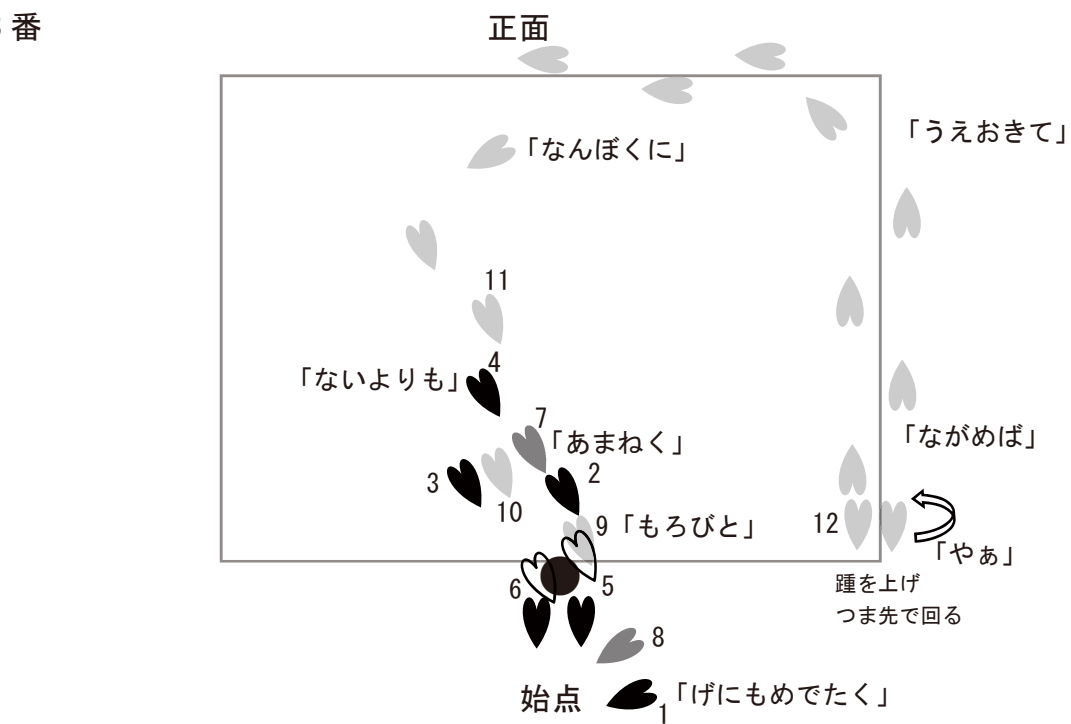 番
正面
「うえおきて」
「なんぼくに」
11
4
「ないよりも」
7
「あまねく」
「ながめば」
2
3
10
9「もろびと」
12
「やぁ」
6
5
踵を上げ
つま先で回る
8
始点
1「げにもめでたく」